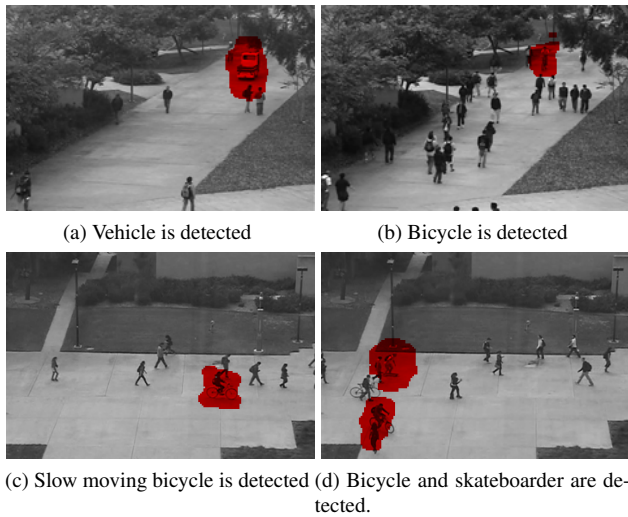 (a) Vehicle is detected
(b) Bicycle is detected
(c) Slow moving bicycle is detected
(d) Bicycle and skateboarder are de-
tected.